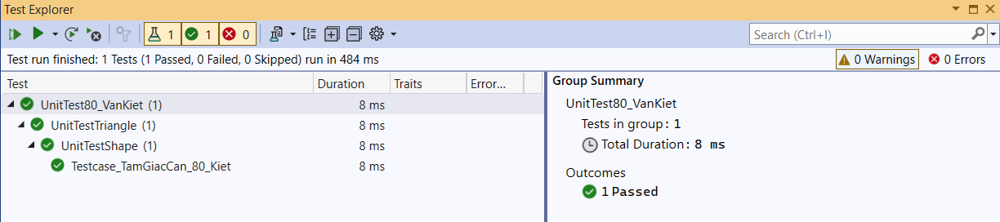 Test Explorer
1 1 0
Search (Ctrl+I)
Test run finished: 1 Tests (1 Passed, 0 Failed, 0 Skipped) run in 484 ms
0 Warnings 0 Errors
Test Duration Traits Error...
UnitTest80_VanKiet (1) 8 ms
UnitTestTriangle (1) 8 ms
UnitTestShape (1) 8 ms
Testcase_TamGiacCan_80_Kiet 8 ms
Group Summary
UnitTest80_VanKiet
Tests in group: 1
Total Duration: 8 ms
Outcomes
1 Passed